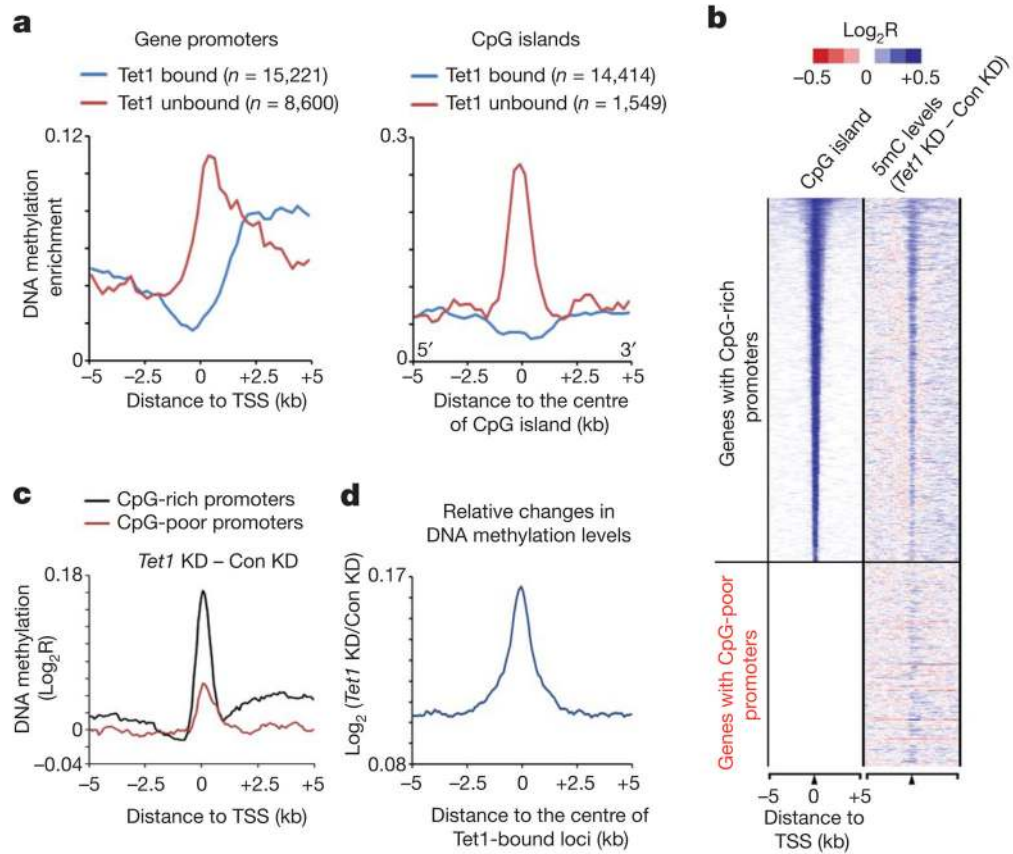 a
Gene promoters
Tet1 bound (n = 15,221)
Tet1 unbound (n = 8,600)
0.12
0
DNA methylation
enrichment
−5 −2.5 0 +2.5 +5
Distance to TSS (kb)
CpG islands
Tet1 bound (n = 14,414)
Tet1 unbound (n = 1,549)
0.3
0
5′ 3′
−5 −2.5 0 +2.5 +5
Distance to the centre
of CpG island (kb)
b
Log2R
−0.5 0 +0.5
CpG island
5mC levels
(Tet1 KD – Con KD)
Genes with CpG-rich
promoters
Genes with CpG-poor
promoters
−5 0 +5
Distance to
TSS (kb)
c
CpG-rich promoters
CpG-poor promoters
Tet1 KD – Con KD
0.18
0
−0.04
DNA methylation
(Log2R)
−5 −2.5 0 +2.5 +5
Distance to TSS (kb)
d
Relative changes in
DNA methylation levels
0.17
0.08
Log2 (Tet1 KD/Con KD)
−5 −2.5 0 +2.5 +5
Distance to the centre of
Tet1-bound loci (kb)